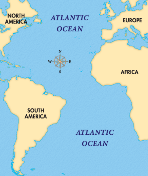 NORTH
AMERICA
ATLANTIC
OCEAN
EUROPE
N
W E
S
AFRICA
SOUTH
AMERICA
ATLANTIC
OCEAN